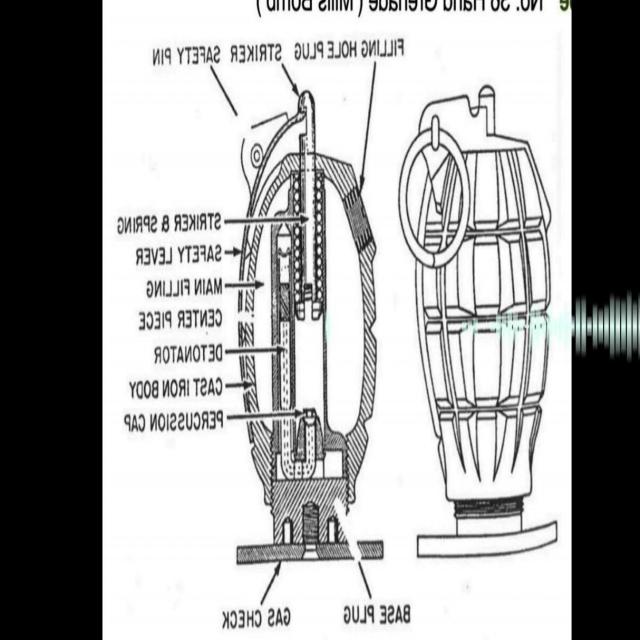 No. 36 Hand Grenade ( Mills Bomb )
FILLING HOLE PLUG
STRIKER
SAFETY PIN
STRIKER & SPRING
SAFETY LEVER
MAIN FILLING
CENTER PIECE
DETONATOR
CAST IRON BODY
PERCUSSION CAP
BASE PLUG
GAS CHECK